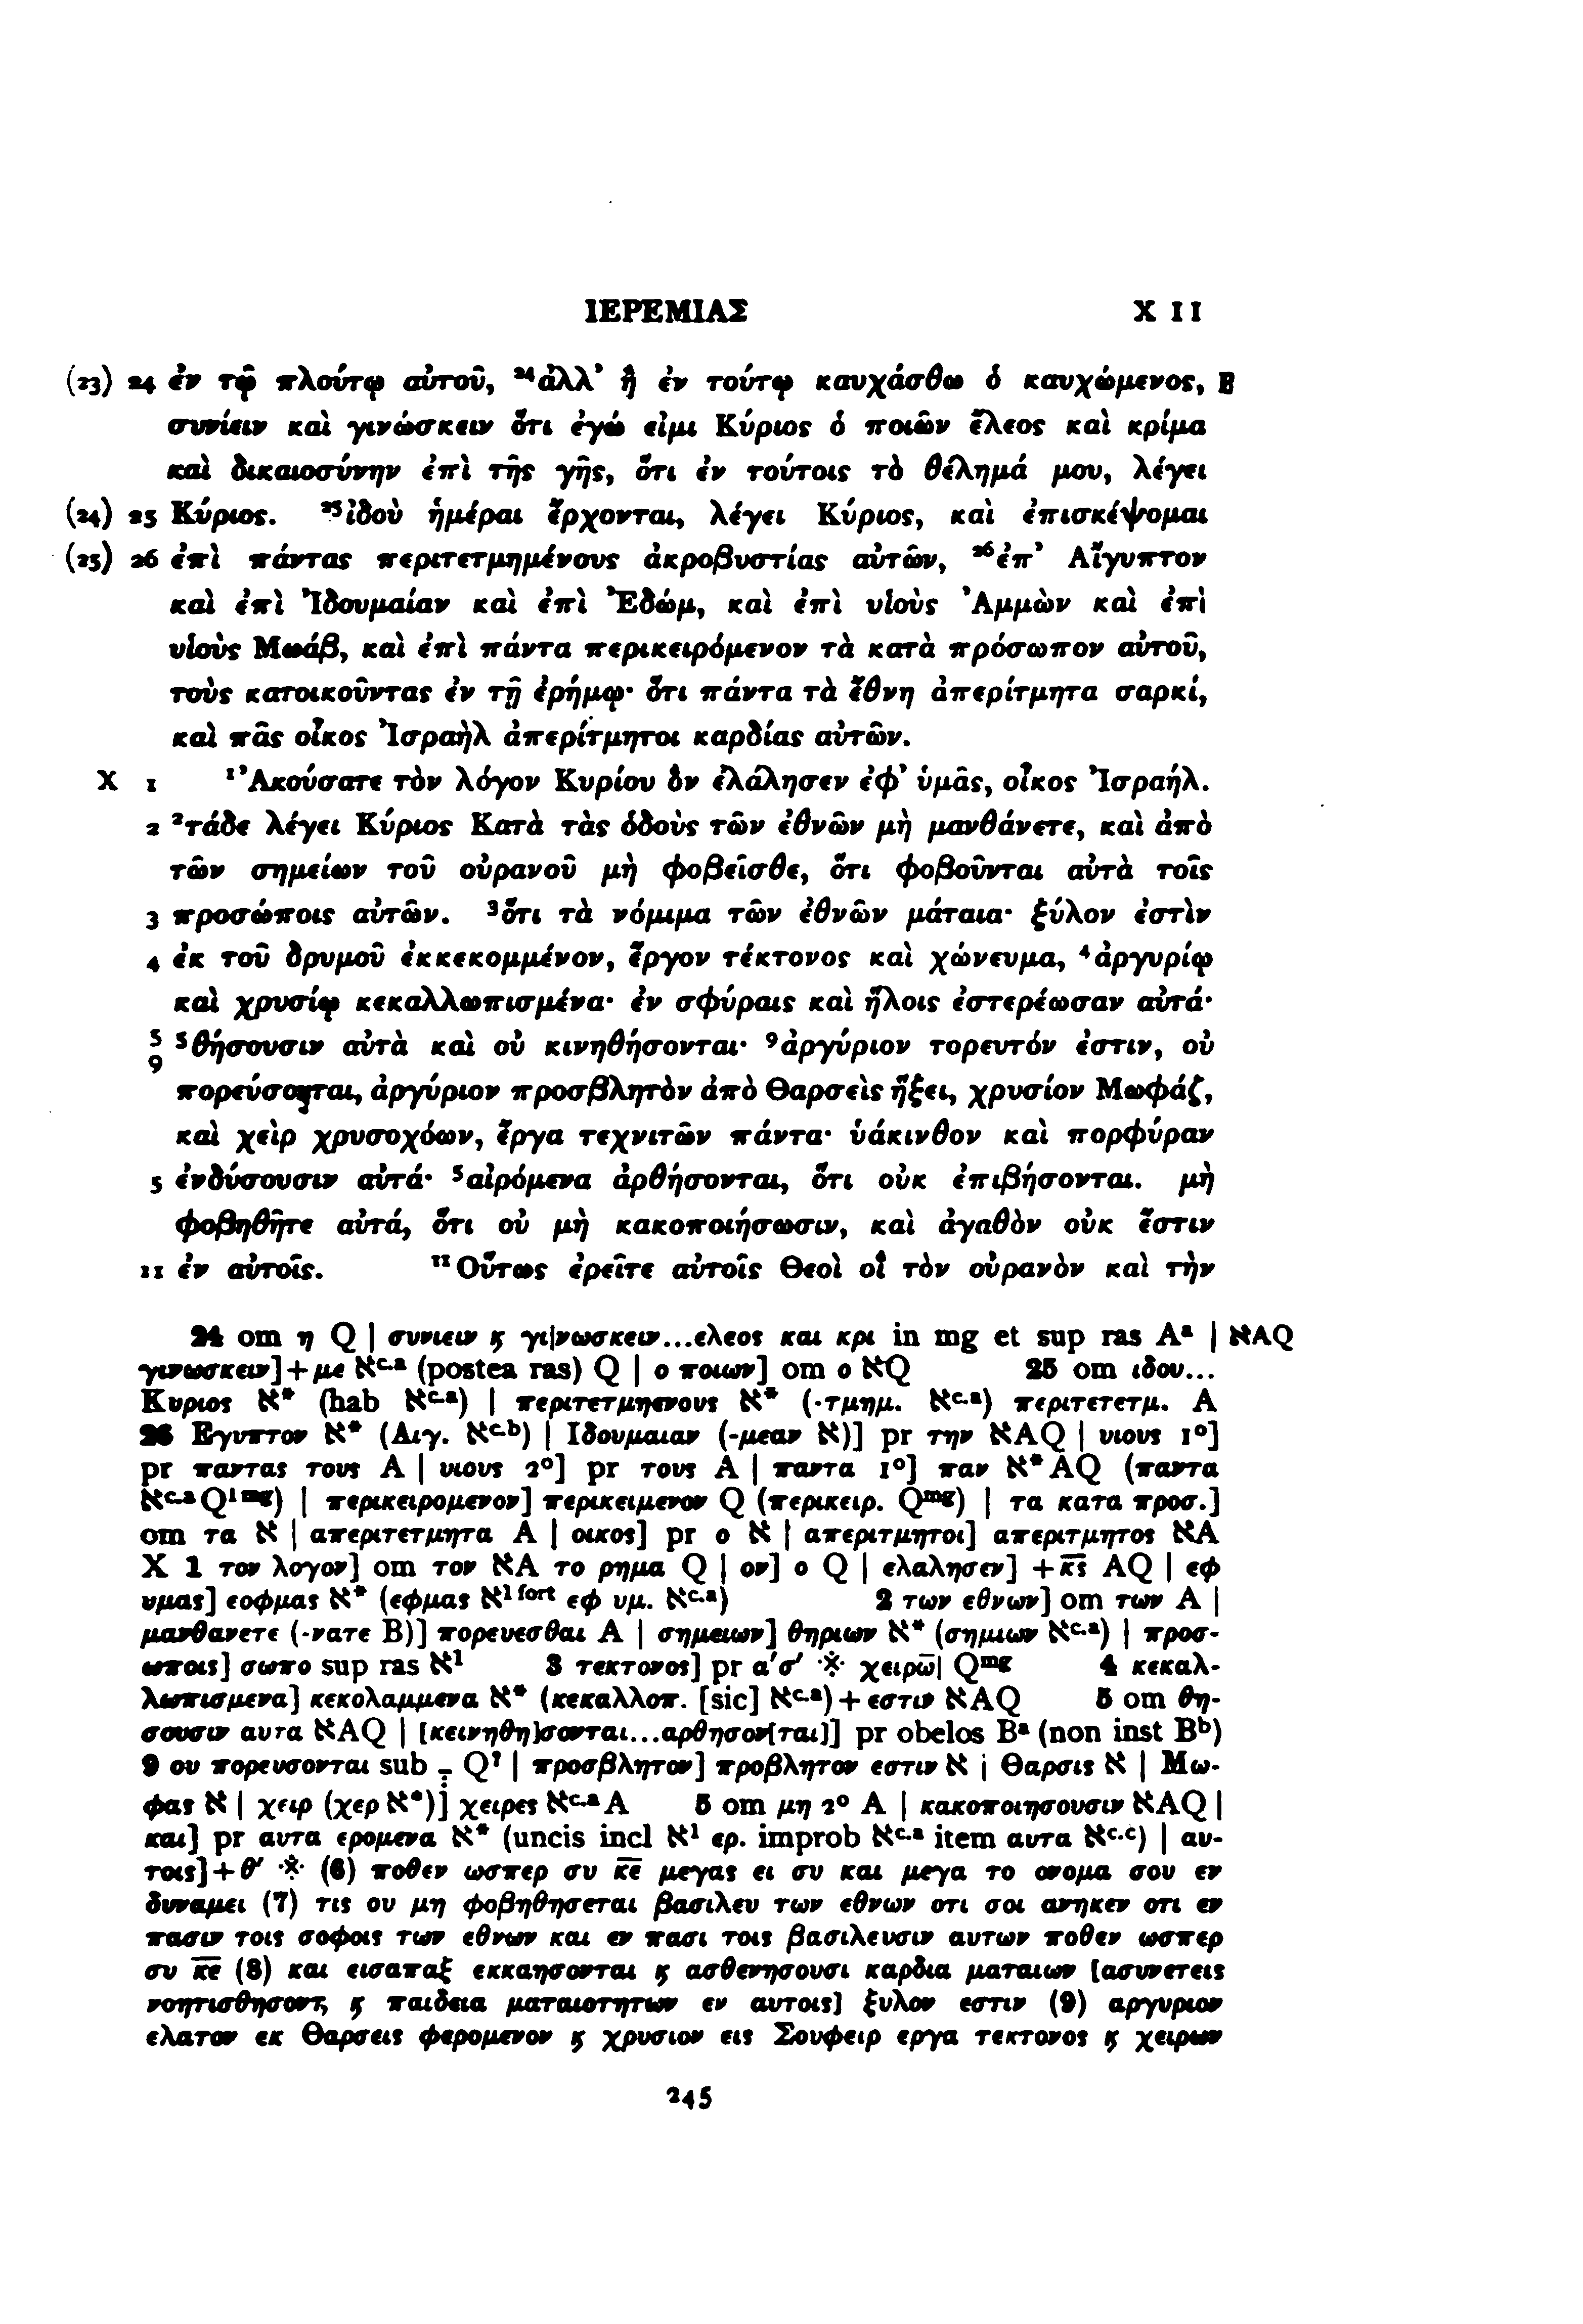 ΙΕΡΕΜΙΑΣ X 11
(23) 24 ἐν τῷ πλούτῳ αὐτοῦ, ²⁴ἀλλ’ ἢ ἐν τούτῳ καυχάσθω ὁ καυχώμενος, B
συνίειν καὶ γινώσκειν ὅτι ἐγώ εἰμι Κύριος ὁ ποιῶν ἔλεος καὶ κρίμα
καὶ δικαιοσύνην ἐπὶ τῆς γῆς, ὅτι ἐν τούτοις τὸ θέλημά μου, λέγει
(24) 25 Κύριος. ²⁵ἰδοὺ ἡμέραι ἔρχονται, λέγει Κύριος, καὶ ἐπισκέψομαι
(25) 26 ἐπὶ πάντας περιτετμημένους ἀκροβυστίας αὐτῶν, ²⁶ἐπ’ Αἴγυπτον
καὶ ἐπὶ Ἰδουμαίαν καὶ ἐπὶ Ἐδώμ, καὶ ἐπὶ υἱοὺς Ἀμμὼν καὶ ἐπὶ
υἱοὺς Μωάβ, καὶ ἐπὶ πάντα περικειρόμενον τὰ κατὰ πρόσωπον αὐτοῦ,
τοὺς κατοικοῦντας ἐν τῇ ἐρήμῳ· ὅτι πάντα τὰ ἔθνη ἀπερίτμητα σαρκί,
καὶ πᾶς οἶκος Ἰσραὴλ ἀπερίτμητοι καρδίας αὐτῶν.
X 1 ¹Ἀκούσατε τὸν λόγον Κυρίου ὃν ἐλάλησεν ἐφ’ ὑμᾶς, οἶκος Ἰσραήλ.
2 ²τάδε λέγει Κύριος Κατὰ τὰς ὁδοὺς τῶν ἐθνῶν μὴ μανθάνετε, καὶ ἀπὸ
τῶν σημείων τοῦ οὐρανοῦ μὴ φοβεῖσθε, ὅτι φοβοῦνται αὐτὰ τοῖς
3 προσώποις αὐτῶν. ³ὅτι τὰ νόμιμα τῶν ἐθνῶν μάταια· ξύλον ἐστὶν
4 ἐκ τοῦ δρυμοῦ ἐκκεκομμένον, ἔργον τέκτονος καὶ χώνευμα, ⁴ἀργυρίῳ
καὶ χρυσίῳ κεκαλλωπισμένα· ἐν σφύραις καὶ ἥλοις ἐστερέωσαν αὐτά·
5 9 ⁵θήσουσιν αὐτὰ καὶ οὐ κινηθήσονται· ⁹ἀργύριον τορευτόν ἐστιν, οὐ
πορεύσονται, ἀργύριον προσβλητὸν ἀπὸ Θαρσεὶς ἥξει, χρυσίον Μωφάζ,
καὶ χεὶρ χρυσοχόων, ἔργα τεχνιτῶν πάντα· ὑάκινθον καὶ πορφύραν
5 ἐνδύσουσιν αὐτά· ⁵αἰρόμενα ἀρθήσονται, ὅτι οὐκ ἐπιβήσονται. μὴ
φοβηθῆτε αὐτά, ὅτι οὐ μὴ κακοποιήσωσιν, καὶ ἀγαθὸν οὐκ ἔστιν
11 ἐν αὐτοῖς. ¹¹Οὕτως ἐρεῖτε αὐτοῖς Θεοὶ οἳ τὸν οὐρανὸν καὶ τὴν
24 om η Q | συνιειν ϗ γι|νωσκειν...ελεος και κρι in mg et sup ras Aᵃ | אAQ
γινωσκειν]+με אᶜ·ᵃ (postea ras) Q | ο ποιων] om ο אQ 25 om ιδου...
Κυριος א* (hab אᶜ·ᵃ) | περιτετμηενους א* (-τμημ. אᶜ·ᵃ) περιτετετμ. A
26 Εγυπτον א* (Αιγ. אᶜ·ᵇ) | Ιδουμαιαν (-μεαν א)] pr την אAQ | υιους 1°]
pr παντας τους A | υιους 2°] pr τους A | παντα 1°] παν א*AQ (παντα
אᶜ·ᵃQ¹ᵐᵍ) | περικειρομενον] περικειμενον Q (περικειρ. Qᵐᵍ) | τα κατα προσ.]
om τα א | απεριτετμητα A | οικος] pr ο א | απεριτμητοι] απεριτμητος אA
X 1 τον λογον] om τον אA το ρημα Q | ον] ο Q | ελαλησεν] +κ̅ς̅ AQ | εφ
υμας] εοφμας א* (εφμας א¹ ᶠᵒʳᵗ εφ υμ. אᶜ·ᵃ) 2 των εθνων] om των A |
μανθανετε (-νατε B)] πορευεσθαι A | σημειων] θηριων א* (σημιων אᶜ·ᵃ) | προσ-
ωποις] σωπο sup ras א¹ 3 τεκτονος] pr α′σ′ ※ χειρω̅| Qᵐᵍ 4 κεκαλ-
λωπισμενα] κεκολαμμενα א* (κεκαλλοπ. [sic] אᶜ·ᵃ)+εστιν אAQ 5 om θη-
σουσιν αυτα אAQ | [κεινηθη]σονται...αρθησον[ται]] pr obelos Bᵃ (non inst Bᵇ)
9 ου πορευσονται sub ÷ Qˀ | προσβλητον] προβλητον εστιν א | Θαρσις א | Μω-
φας א | χειρ (χερ א*)] χειρες אᶜ·ᵃA 5 om μη 2° A | κακοποιησουσιν אAQ |
και] pr αυτα ερομενα א* (uncis incl א¹ ερ. improb אᶜ·ᵃ item αυτα אᶜ·ᶜ) | αυ-
τοις]+θ′ ※ (6) ποθεν ωσπερ συ κ̅ε̅ μεγας ει συ και μεγα το ονομα σου εν
δυναμει (7) τις ου μη φοβηθησεται βασιλευ των εθνων οτι σοι ανηκεν οτι εν
πασιν τοις σοφοις των εθνων και εν πασι τοις βασιλευσιν αυτων ποθεν ωσπερ
συ κ̅ε̅ (8) και εισαπαξ εκκαησονται ϗ ασθενησουσι καρδια ματαιων [ασυνετεις
νοητισθησοντ, ϗ παιδεια ματαιοτητων εν αυτοις] ξυλον εστιν (9) αργυριον
ελατον εκ Θαρσεις φερομενον ϗ χρυσιον εις Σουφειρ εργα τεκτονος ϗ χειρων
245